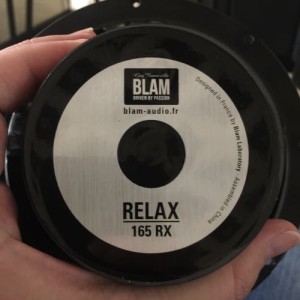 BLAM
DRIVEN BY PASSION
blam-audio.fr
Designed in France by Blam Laboratory - Assembled in China
RELAX
165 RX